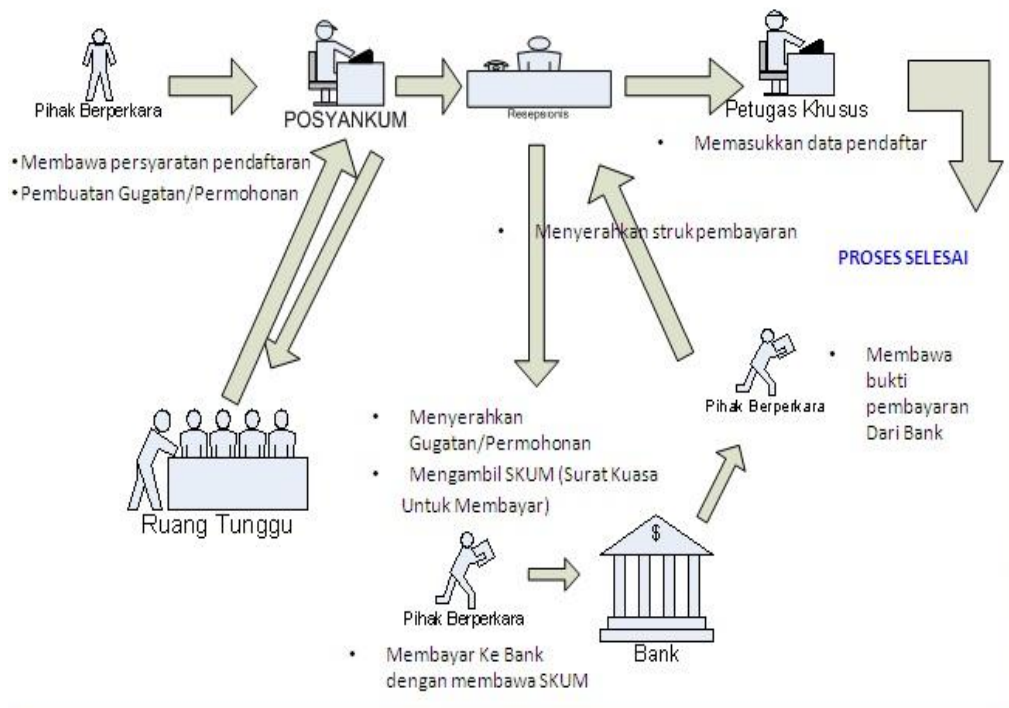 Pihak Berperkara
POSYANKUM
Resepsionis
Petugas Khusus
• Membawa persyaratan pendaftaran
• Pembuatan Gugatan/Permohonan
• Memasukkan data pendaftar
• Menyerahkan struk pembayaran
PROSES SELESAI
Pihak Berperkara
• Membawa
bukti
pembayaran
Dari Bank
Ruang Tunggu
• Menyerahkan
Gugatan/Permohonan
• Mengambil SKUM (Surat Kuasa
Untuk Membayar)
$
Pihak Berperkara
Bank
• Membayar Ke Bank
dengan membawa SKUM